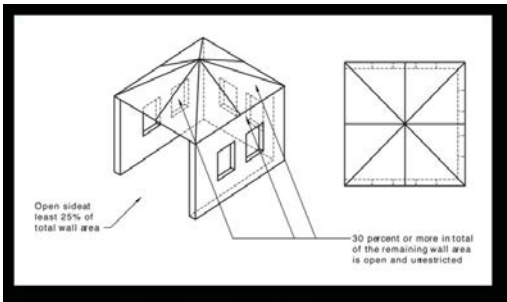 Open sideat
least 25% of
total wall area
30 percent or more in total
of the remaining wall area
is open and unrestricted